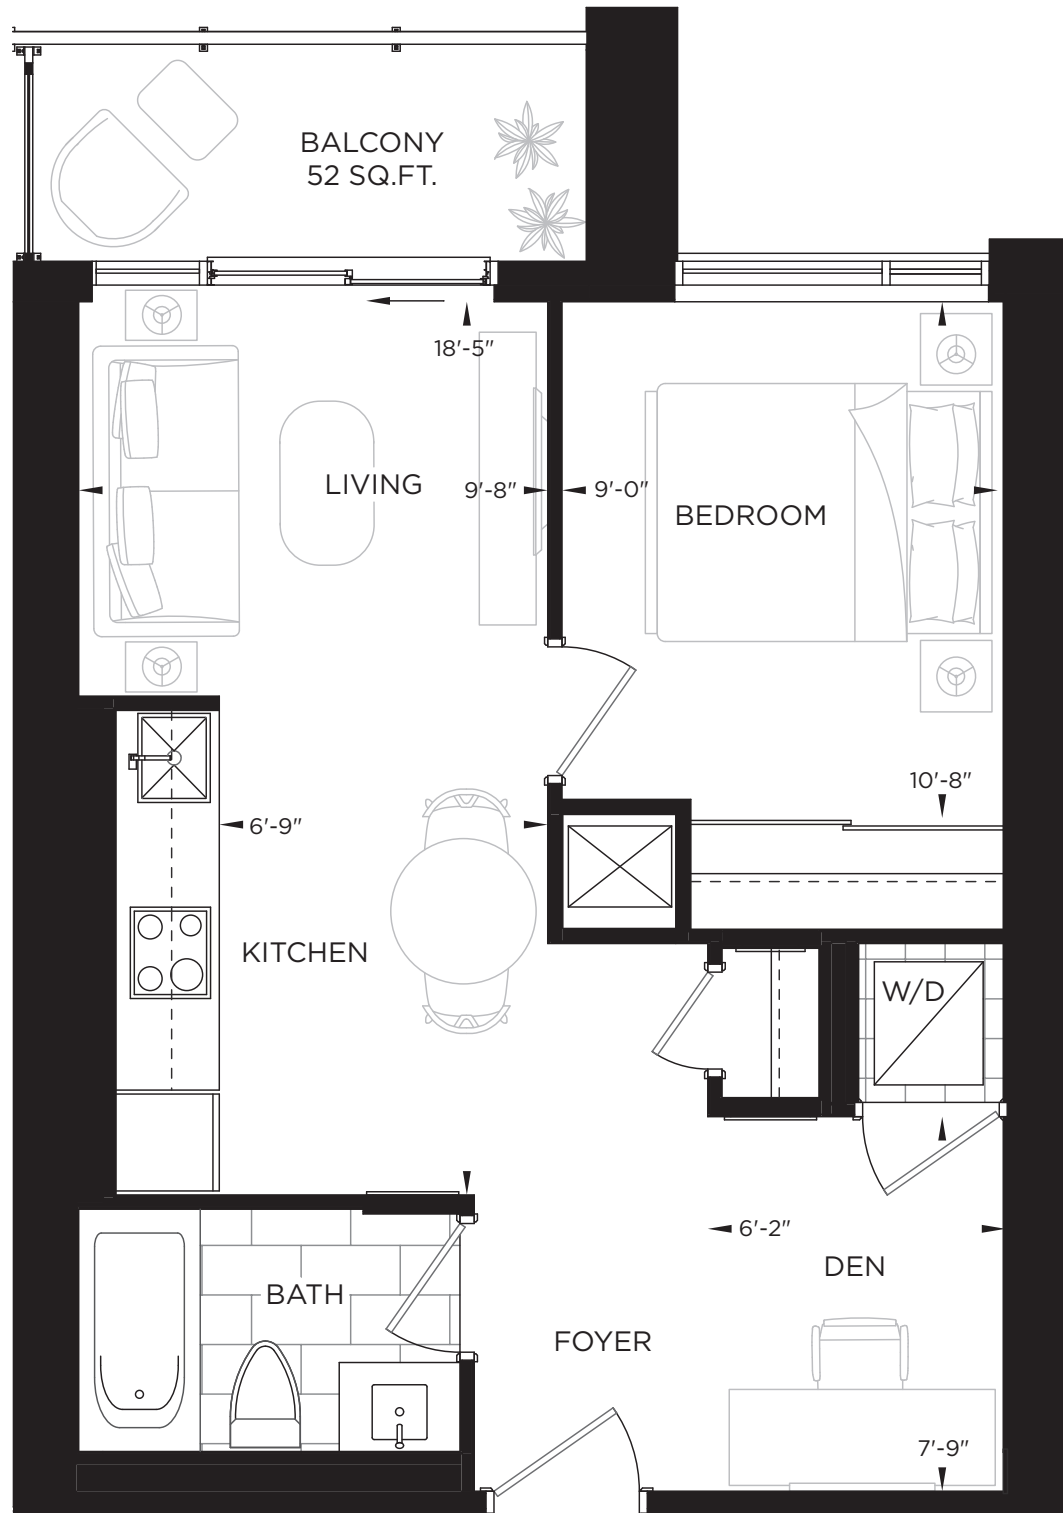 BALCONY
52 SQ.FT.
18'-5"
LIVING
9'-8"
9'-0"
BEDROOM
10'-8"
6'-9"
KITCHEN
W/D
6'-2"
DEN
BATH
FOYER
7'-9"